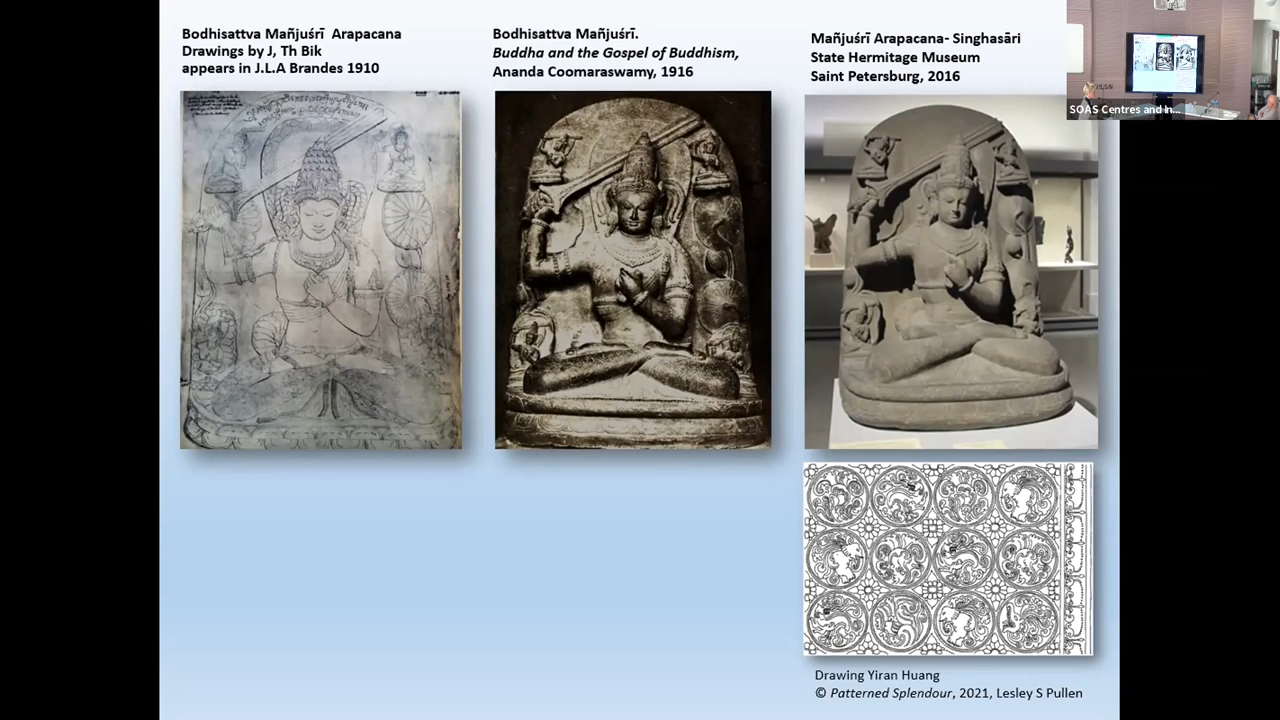 Bodhisattva Mañjuśrī Arapacana
Drawings by J, Th Bik
appears in J.L.A Brandes 1910
Bodhisattva Mañjuśrī.
Buddha and the Gospel of Buddhism,
Ananda Coomaraswamy, 1916
Mañjuśrī Arapacana- Singhasāri
State Hermitage Museum
Saint Petersburg, 2016
SOAS Centres and In...
Drawing Yiran Huang
© Patterned Splendour, 2021, Lesley S Pullen